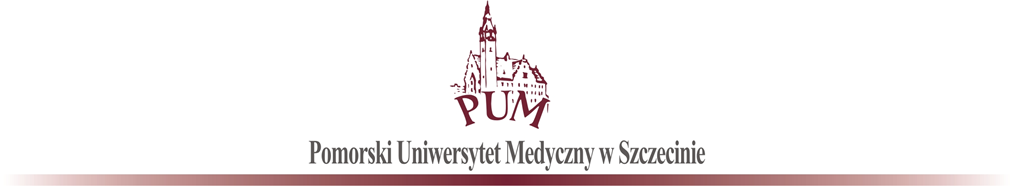 PUM
Pomorski Uniwersytet Medyczny w Szczecinie